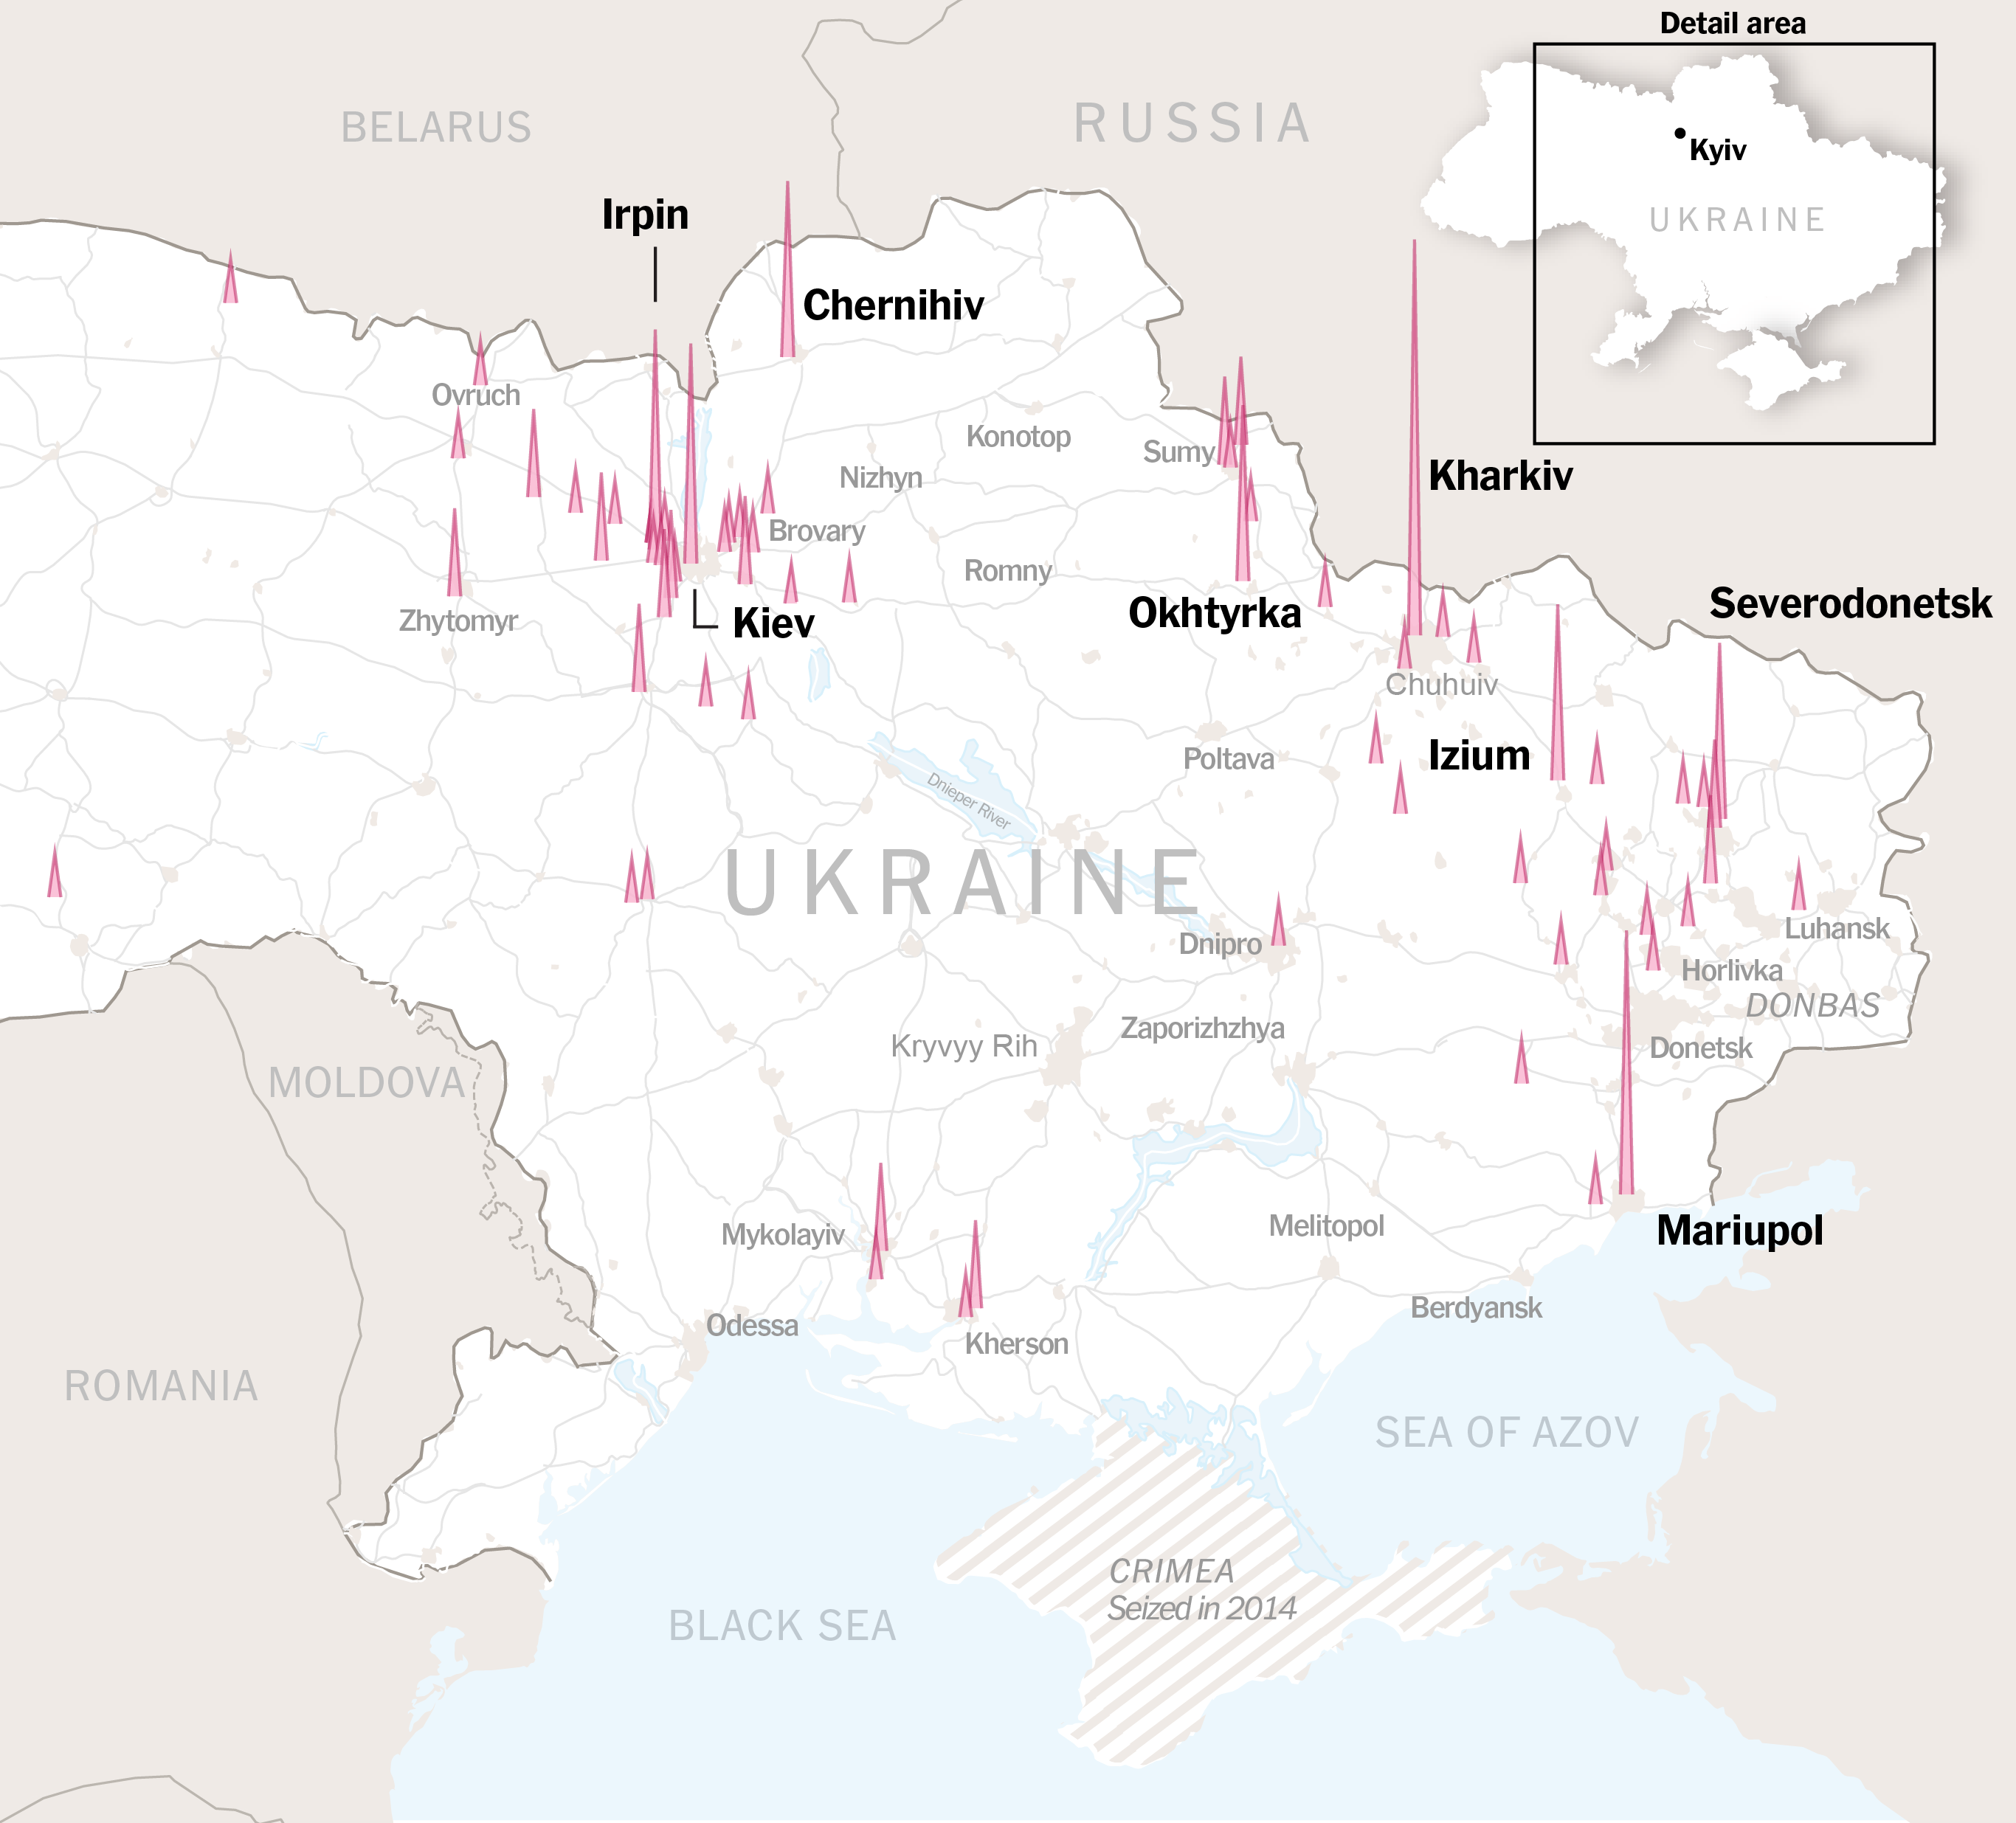 Detail area
Kyiv
UKRAINE
BELARUS
RUSSIA
Irpin
Chernihiv
Ovruch
Konotop
Sumy
Kharkiv
Nizhyn
Brovary
Romny
Zhytomyr
Kiev
Okhtyrka
Severodonetsk
Chuhuiv
Izium
Poltava
Dnieper River
UKRAINE
Dnipro
Luhansk
Horlivka
DONBAS
Zaporizhzhya
Kryvyy Rih
Donetsk
MOLDOVA
Mykolayiv
Melitopol
Mariupol
Berdyansk
Odessa
Kherson
ROMANIA
SEA OF AZOV
CRIMEA
Seized in 2014
BLACK SEA